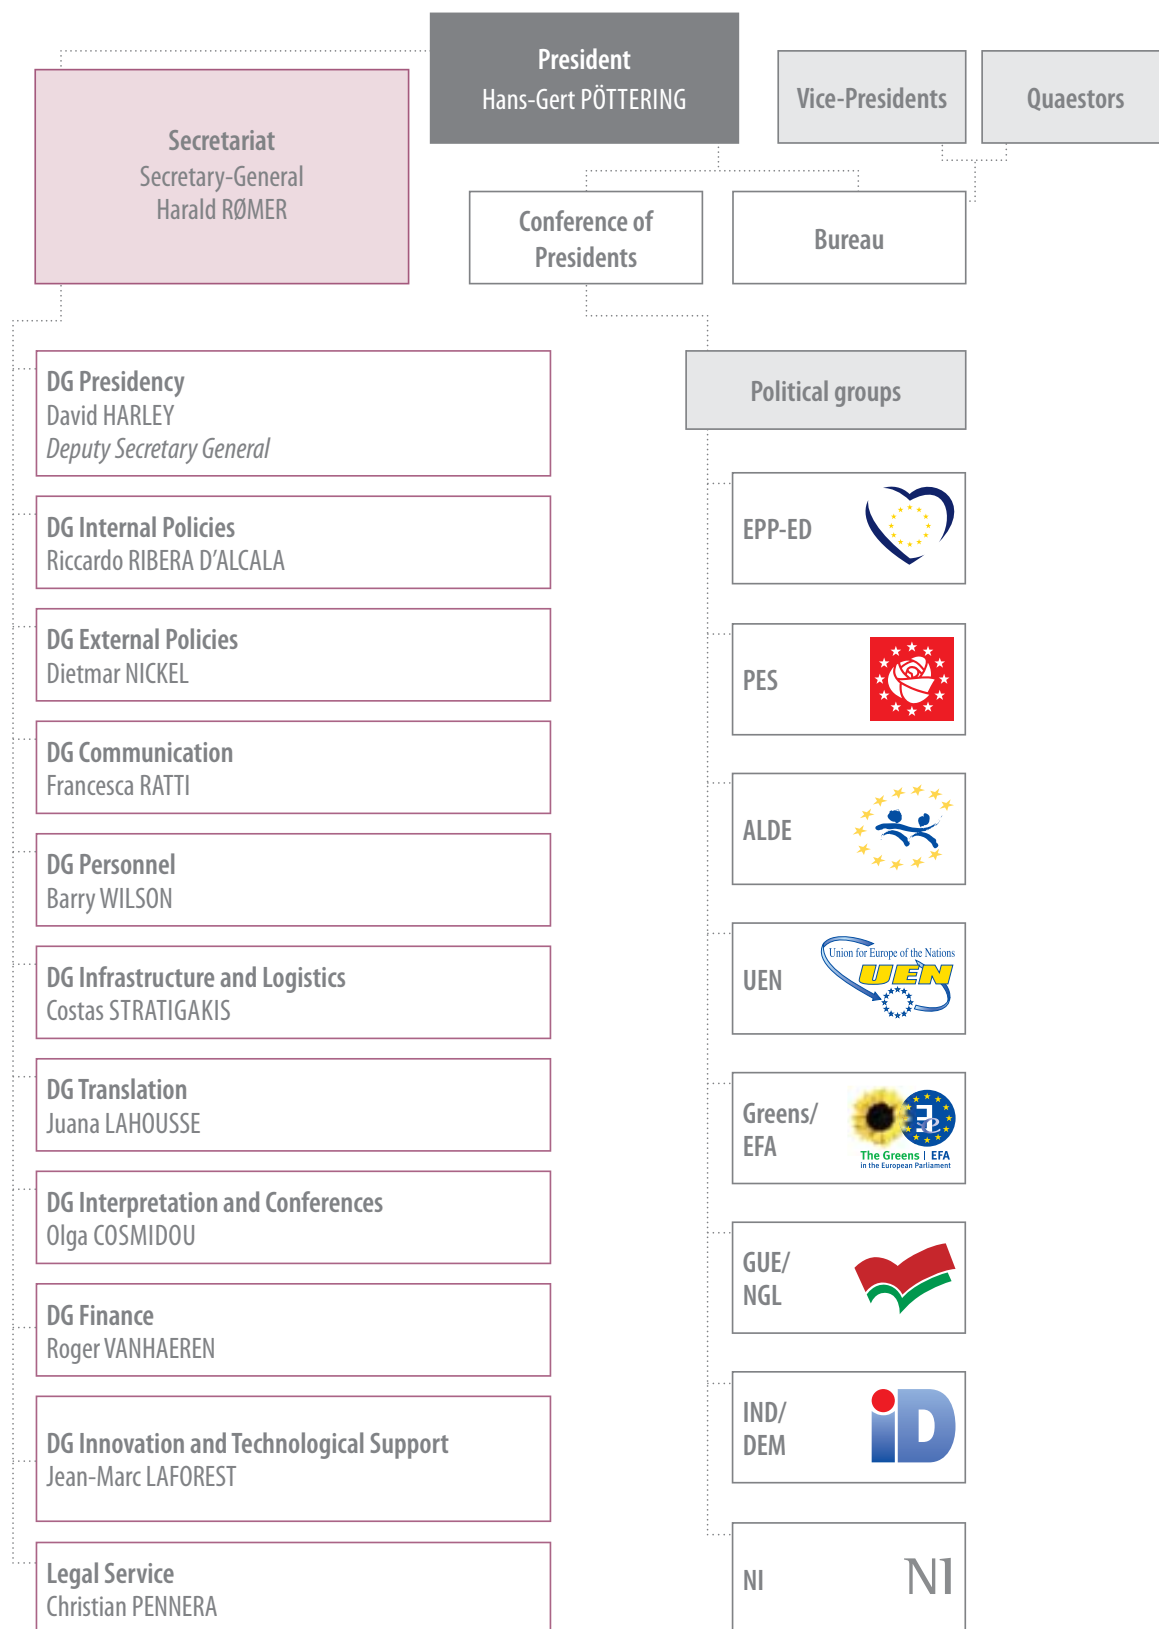 President
Hans-Gert PÖTTERING
Vice-Presidents
Quaestors
Secretariat
Secretary-General
Harald RØMER
Conference of
Presidents
Bureau
DG Presidency
David HARLEY
Deputy Secretary General
DG Internal Policies
Riccardo RIBERA D’ALCALA
DG External Policies
Dietmar NICKEL
DG Communication
Francesca RATTI
DG Personnel
Barry WILSON
DG Infrastructure and Logistics
Costas STRATIGAKIS
DG Translation
Juana LAHOUSSE
DG Interpretation and Conferences
Olga COSMIDOU
DG Finance
Roger VANHAEREN
DG Innovation and Technological Support
Jean-Marc LAFOREST
Legal Service
Christian PENNERA
Political groups
EPP-ED
PES
ALDE
UEN
Union for Europe of the Nations
UEN
Greens/
EFA
The Greens | EFA
in the European Parliament
GUE/
NGL
IND/
DEM
iD
NI
NI